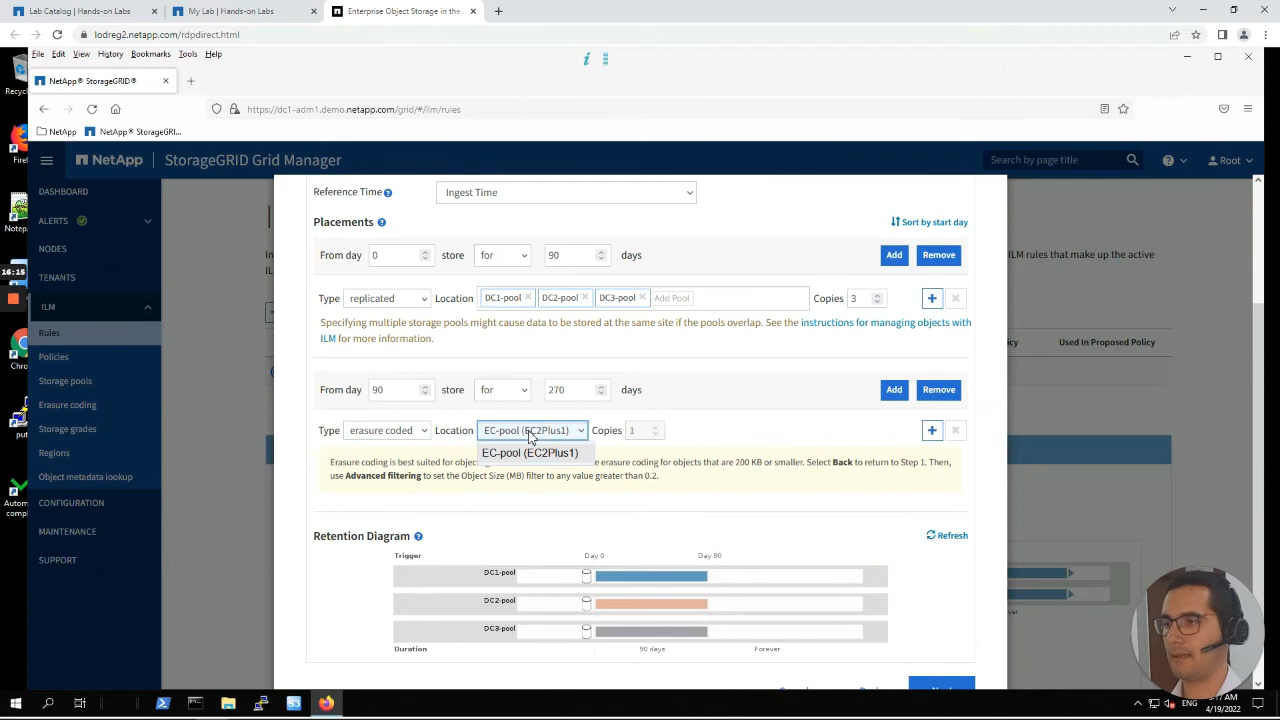 Lab Catalog | Hands-on Labs
My Lab | Hands-on Labs
Enterprise Object Storage in the
lodreg2.netapp.com/rdpdirect.html
File Edit View History Bookmarks Tools Help
NetApp® StorageGRID®
https://dc1-adm1.demo.netapp.com/grid/#/ilm/rules
NetApp
NetApp® StorageGRI...
NetApp | StorageGRID Grid Manager
Search by page title
Root
DASHBOARD
ALERTS
NODES
TENANTS
ILM
Rules
Policies
Storage pools
Erasure coding
Storage grades
Regions
Object metadata lookup
CONFIGURATION
MAINTENANCE
SUPPORT
16:15
Notep
Chro
Autom
compl
ILM rules that make up the active
Used In Proposed Policy
Reference Time
Ingest Time
Placements
Sort by start day
From day 0 store for 90 days Add Remove
Type replicated Location DC1-pool DC2-pool DC3-pool Add Pool Copies 3
Specifying multiple storage pools might cause data to be stored at the same site if the pools overlap. See the instructions for managing objects with
ILM for more information.
From day 90 store for 270 days Add Remove
Type erasure coded Location EC-pool (EC2Plus1) Copies 1
EC-pool (EC2Plus1)
Erasure coding is best suited for objec
erasure coding for objects that are 200 KB or smaller. Select Back to return to Step 1. Then,
use Advanced filtering to set the Object Size (MB) filter to any value greater than 0.2.
Retention Diagram
Refresh
Trigger Day 0 Day 90
DC1-pool
DC2-pool
DC3-pool
Duration 90 days Forever
ENG
4/19/2022